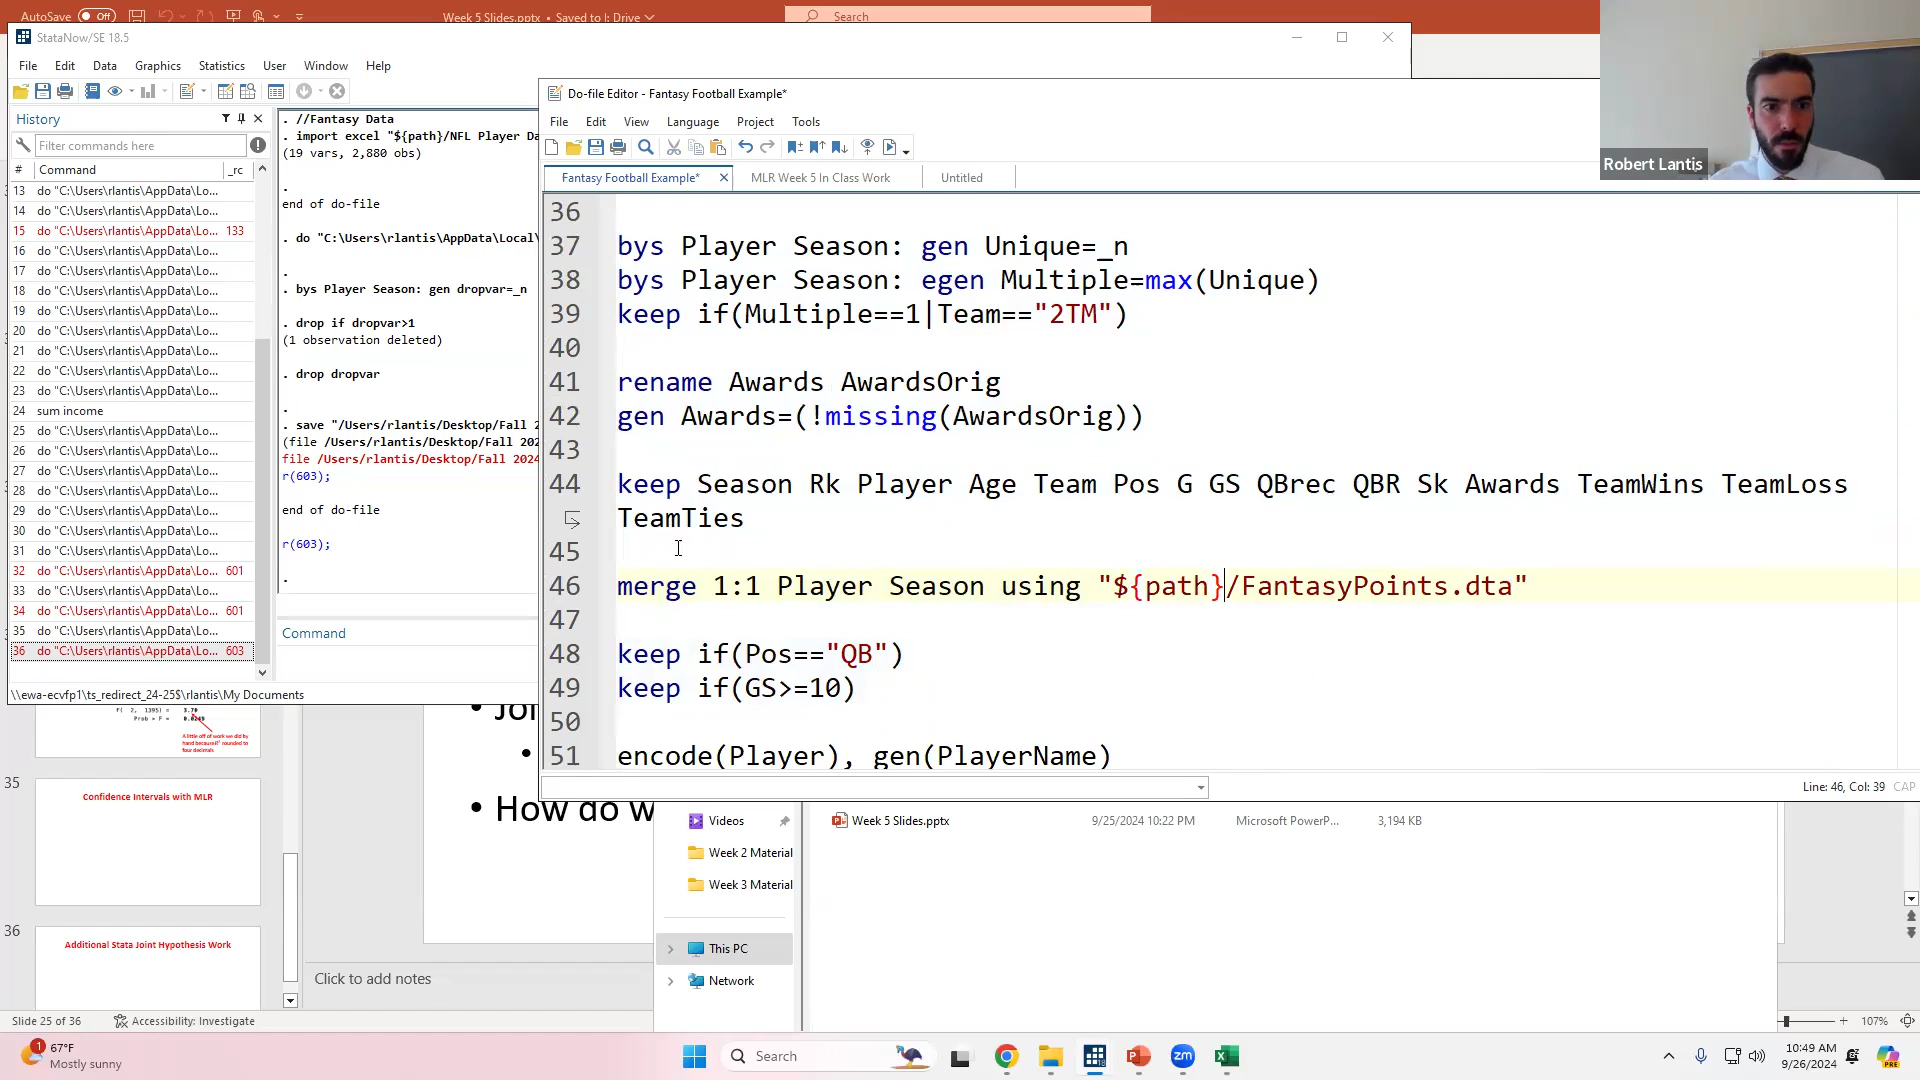 AutoSave Off
Week 5 Slides.pptx • Saved to J: Drive
Search
StataNow/SE 18.5
File Edit Data Graphics Statistics User Window Help
History
Filter commands here
# Command _rc
13 do "C:\Users\rlantis\AppData\Lo...
14 do "C:\Users\rlantis\AppData\Lo...
15 do "C:\Users\rlantis\AppData\Lo... 133
16 do "C:\Users\rlantis\AppData\Lo...
17 do "C:\Users\rlantis\AppData\Lo...
18 do "C:\Users\rlantis\AppData\Lo...
19 do "C:\Users\rlantis\AppData\Lo...
20 do "C:\Users\rlantis\AppData\Lo...
21 do "C:\Users\rlantis\AppData\Lo...
22 do "C:\Users\rlantis\AppData\Lo...
23 do "C:\Users\rlantis\AppData\Lo...
24 sum income
25 do "C:\Users\rlantis\AppData\Lo...
26 do "C:\Users\rlantis\AppData\Lo...
27 do "C:\Users\rlantis\AppData\Lo...
28 do "C:\Users\rlantis\AppData\Lo...
29 do "C:\Users\rlantis\AppData\Lo...
30 do "C:\Users\rlantis\AppData\Lo...
31 do "C:\Users\rlantis\AppData\Lo...
32 do "C:\Users\rlantis\AppData\Lo... 601
33 do "C:\Users\rlantis\AppData\Lo...
34 do "C:\Users\rlantis\AppData\Lo... 601
35 do "C:\Users\rlantis\AppData\Lo...
36 do "C:\Users\rlantis\AppData\Lo... 603
\\ewa-ecvfp1\ts_redirect_24-25$\rlantis\My Documents
. //Fantasy Data
. import excel "${path}/NFL Player Da
(19 vars, 2,880 obs)
.
end of do-file
. do "C:\Users\rlantis\AppData\Local\
.
. bys Player Season: gen dropvar=_n
. drop if dropvar>1
(1 observation deleted)
. drop dropvar
.
. save "/Users/rlantis/Desktop/Fall 2
(file /Users/rlantis/Desktop/Fall 202
file /Users/rlantis/Desktop/Fall 2024
r(603);
end of do-file
r(603);
.
Command
Do-file Editor - Fantasy Football Example*
File Edit View Language Project Tools
Fantasy Football Example* MLR Week 5 In Class Work Untitled
36
37 bys Player Season: gen Unique=_n
38 bys Player Season: egen Multiple=max(Unique)
39 keep if(Multiple==1|Team=="2TM")
40
41 rename Awards AwardsOrig
42 gen Awards=(!missing(AwardsOrig))
43
44 keep Season Rk Player Age Team Pos G GS QBrec QBR Sk Awards TeamWins TeamLoss
TeamTies
45
46 merge 1:1 Player Season using "${path}/FantasyPoints.dta"
47
48 keep if(Pos=="QB")
49 keep if(GS>=10)
50
51 encode(Player), gen(PlayerName)
Line: 46, Col: 39 CAP
Robert Lantis
A little off of work we did by
hand because R² rounded to
four decimals
35
Confidence Intervals with MLR
36
Additional Stata Joint Hypothesis Work
• Joi
• How do w
Click to add notes
Videos
Week 2 Material
Week 3 Material
This PC
Network
Week 5 Slides.pptx 9/25/2024 10:22 PM Microsoft PowerP... 3,194 KB
Slide 25 of 36 Accessibility: Investigate
107%
1
67°F
Mostly sunny
Search
zm
10:49 AM
9/26/2024
PRE